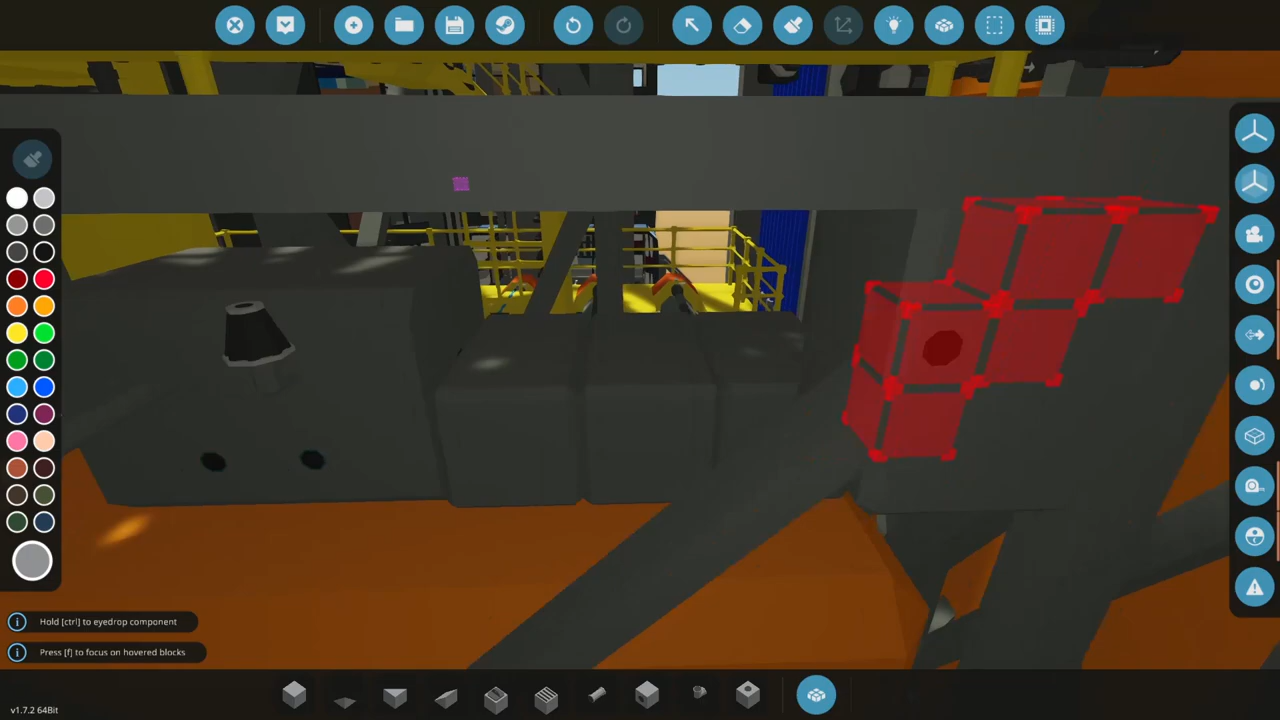 Hold [ctrl] to eyedrop component
Press [f] to focus on hovered blocks
v1.7.2 64Bit